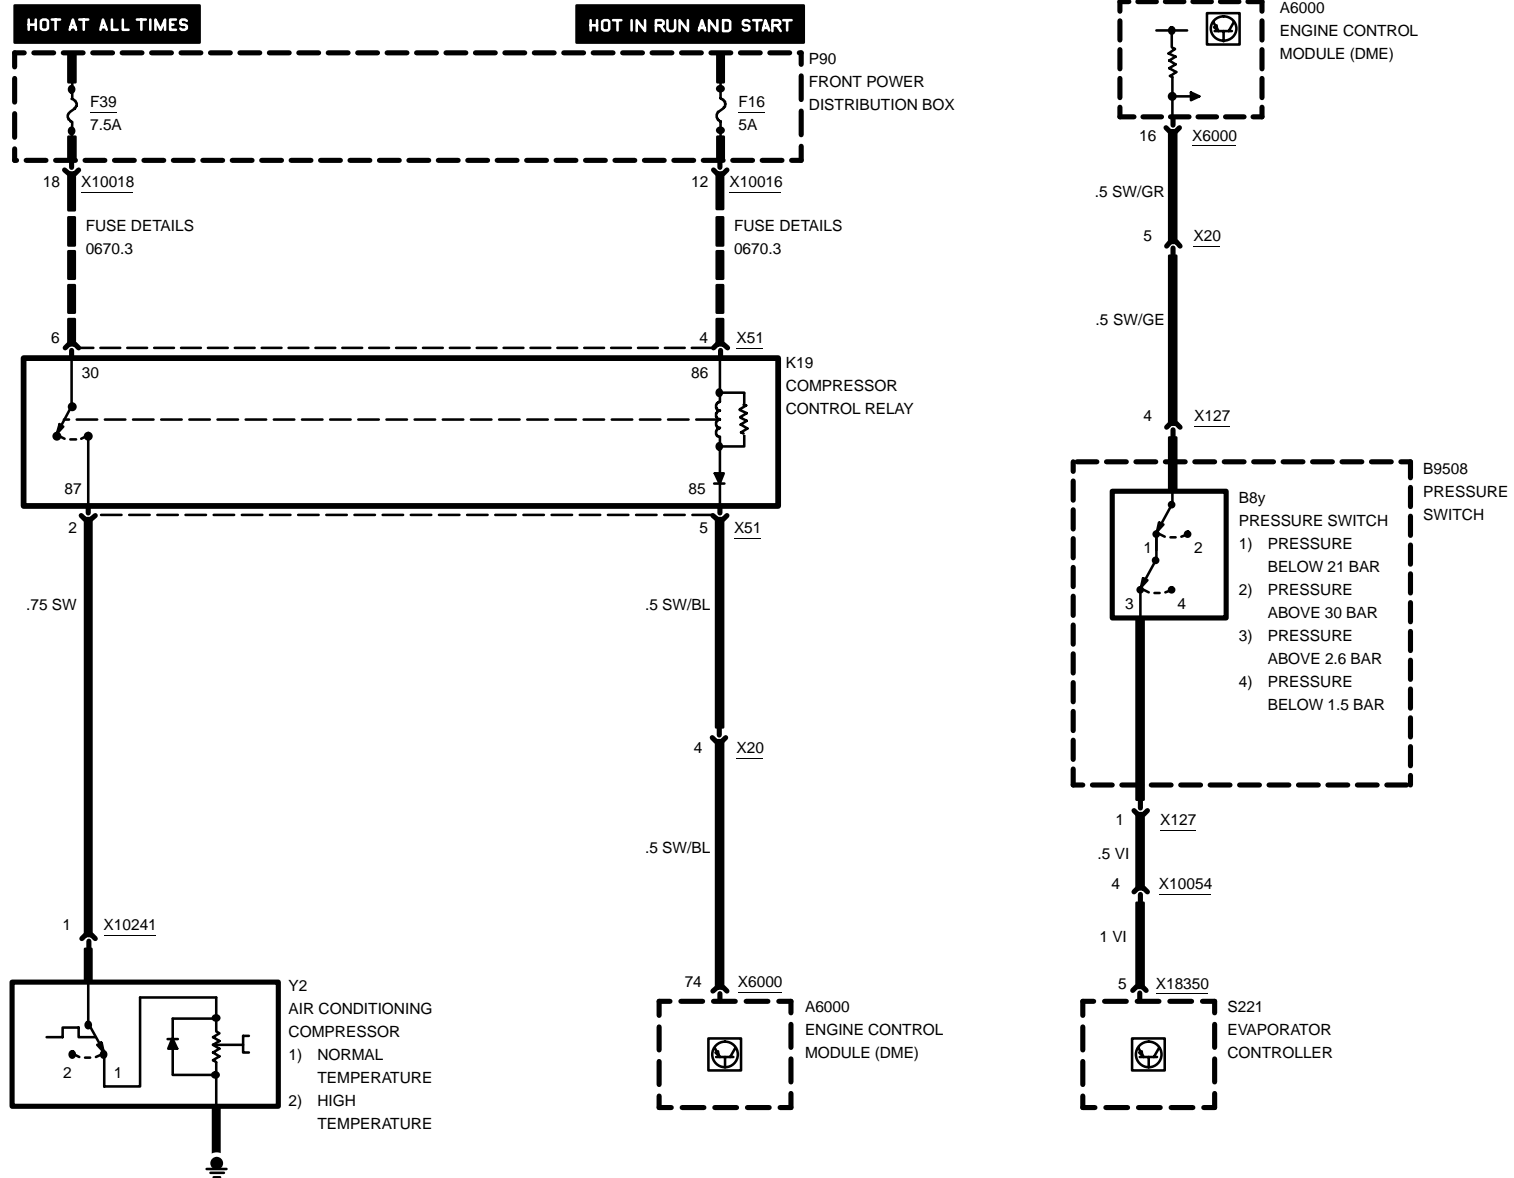 HOT AT ALL TIMES
HOT IN RUN AND START
F39
7.5A
F16
5A
P90
FRONT POWER
DISTRIBUTION BOX
18 X10018
12 X10016
FUSE DETAILS
0670.3
FUSE DETAILS
0670.3
6
4 X51
30
86
K19
COMPRESSOR
CONTROL RELAY
87
85
2
5 X51
.75 SW
.5 SW/BL
4 X20
.5 SW/BL
1 X10241
74 X6000
Y2
AIR CONDITIONING
COMPRESSOR
1) NORMAL
TEMPERATURE
2) HIGH
TEMPERATURE
2 1
A6000
ENGINE CONTROL
MODULE (DME)
A6000
ENGINE CONTROL
MODULE (DME)
16 X6000
.5 SW/GR
5 X20
.5 SW/GE
4 X127
B9508
PRESSURE
SWITCH
B8y
PRESSURE SWITCH
1) PRESSURE
BELOW 21 BAR
2) PRESSURE
ABOVE 30 BAR
3) PRESSURE
ABOVE 2.6 BAR
4) PRESSURE
BELOW 1.5 BAR
1 2
3 4
1 X127
.5 VI
4 X10054
1 VI
5 X18350
S221
EVAPORATOR
CONTROLLER